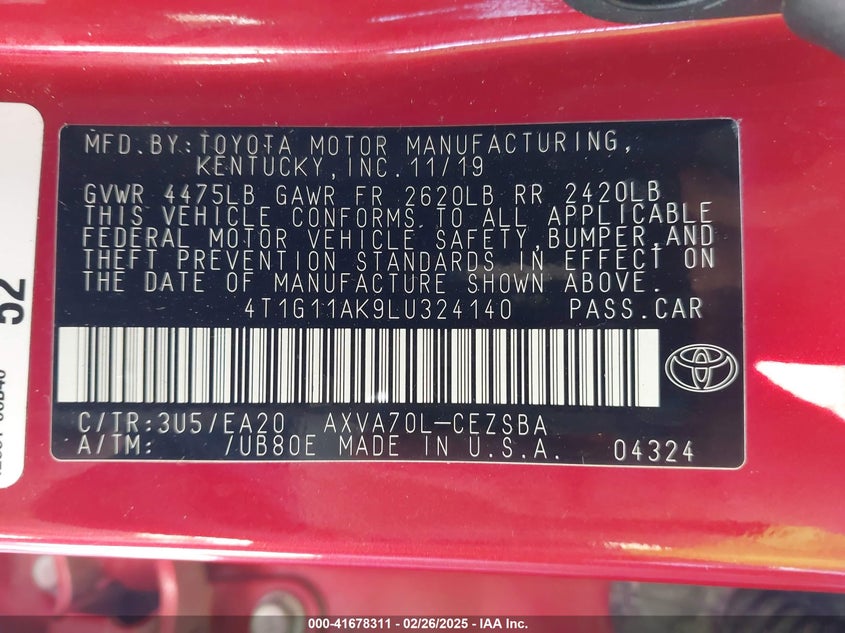 MFD.BY:TOYOTA MOTOR MANUFACTURING,
KENTUCKY,INC.11/19
GVWR 4475LB GAWR FR 2620LB RR 2420LB
THIS VEHICLE CONFORMS TO ALL APPLICABLE
FEDERAL MOTOR VEHICLE SAFETY,BUMPER,AND
THEFT PREVENTION STANDARDS IN EFFECT ON
THE DATE OF MANUFACTURE SHOWN ABOVE.
4T1G11AK9LU324140 PASS.CAR
C/TR:3U5/EA20 AXVA70L-CEZSBA
A/TM: /UB80E MADE IN U.S.A. 04324
52
000-41678311 | 02/26/2025 - IAA Inc.